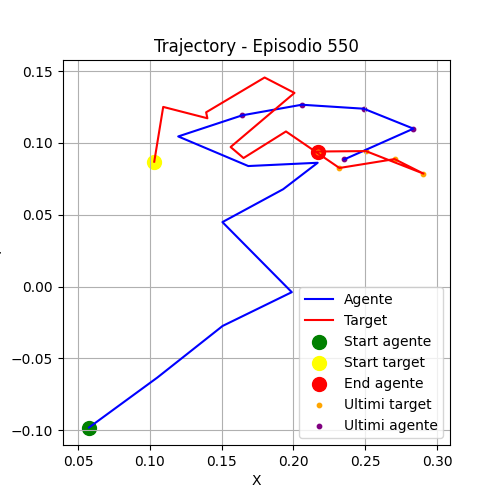 Trajectory - Episodio 550
0.15
0.10
0.05
0.00
−0.05
−0.10
0.05 0.10 0.15 0.20 0.25 0.30
X
Agente
Target
Start agente
Start target
End agente
Ultimi target
Ultimi agente